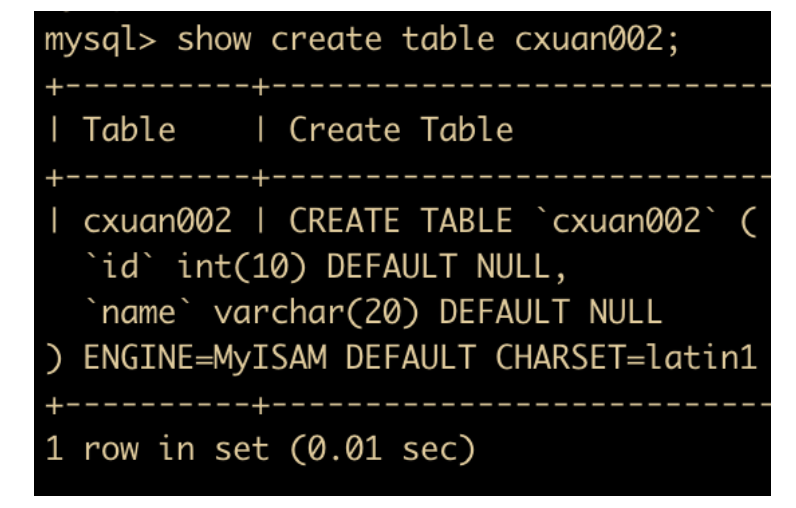 mysql> show create table cxuan002;
+----------+---------------------------
| Table    | Create Table
+----------+---------------------------
| cxuan002 | CREATE TABLE `cxuan002` (
  `id` int(10) DEFAULT NULL,
  `name` varchar(20) DEFAULT NULL
) ENGINE=MyISAM DEFAULT CHARSET=latin1
+----------+---------------------------
1 row in set (0.01 sec)